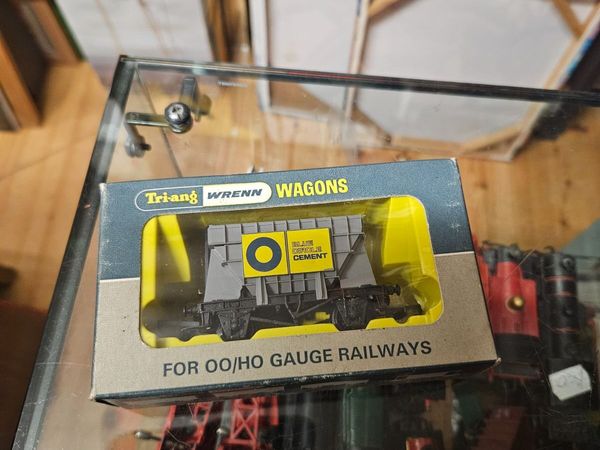 Tri-ang WRENN WAGONS
BLUE
CIRCLE
CEMENT
FOR OO/HO GAUGE RAILWAYS